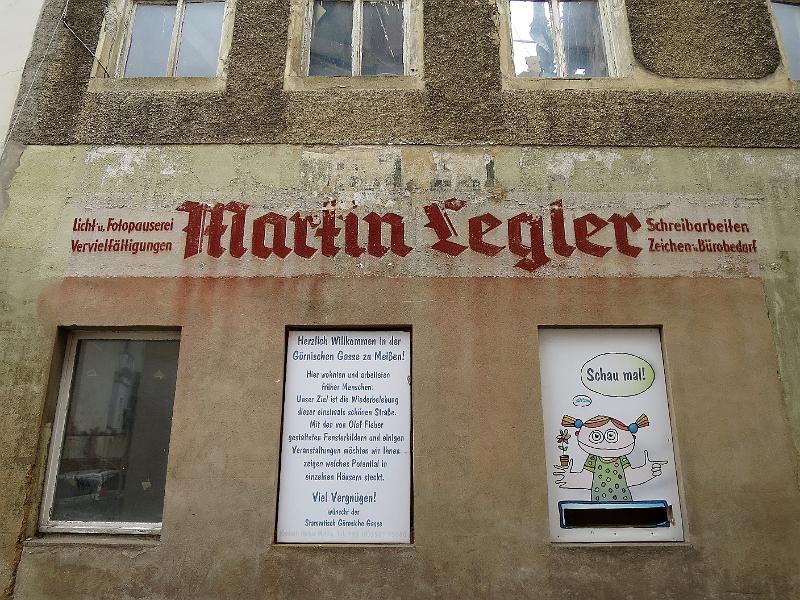 Licht- u. Fotopauserei
Vervielfältigungen
Martin Legler
Schreibarbeiten
Zeichen- u. Bürobedarf
Herzlich Willkommen in der
Görnischen Gasse zu Meißen!
Hier wohnten und arbeiteten
früher Menschen.
Unser Ziel ist die Wiederbelebung
dieser einstmals schönen Straße.
Mit den von Olaf Fieber
gestalteten Fensterbildern und einigen
Veranstaltungen möchten wir Ihnen
zeigen welches Potential in
einzelnen Häusern steckt.
Viel Vergnügen!
wünscht der
Stammtisch Görnische Gasse
Schau mal!